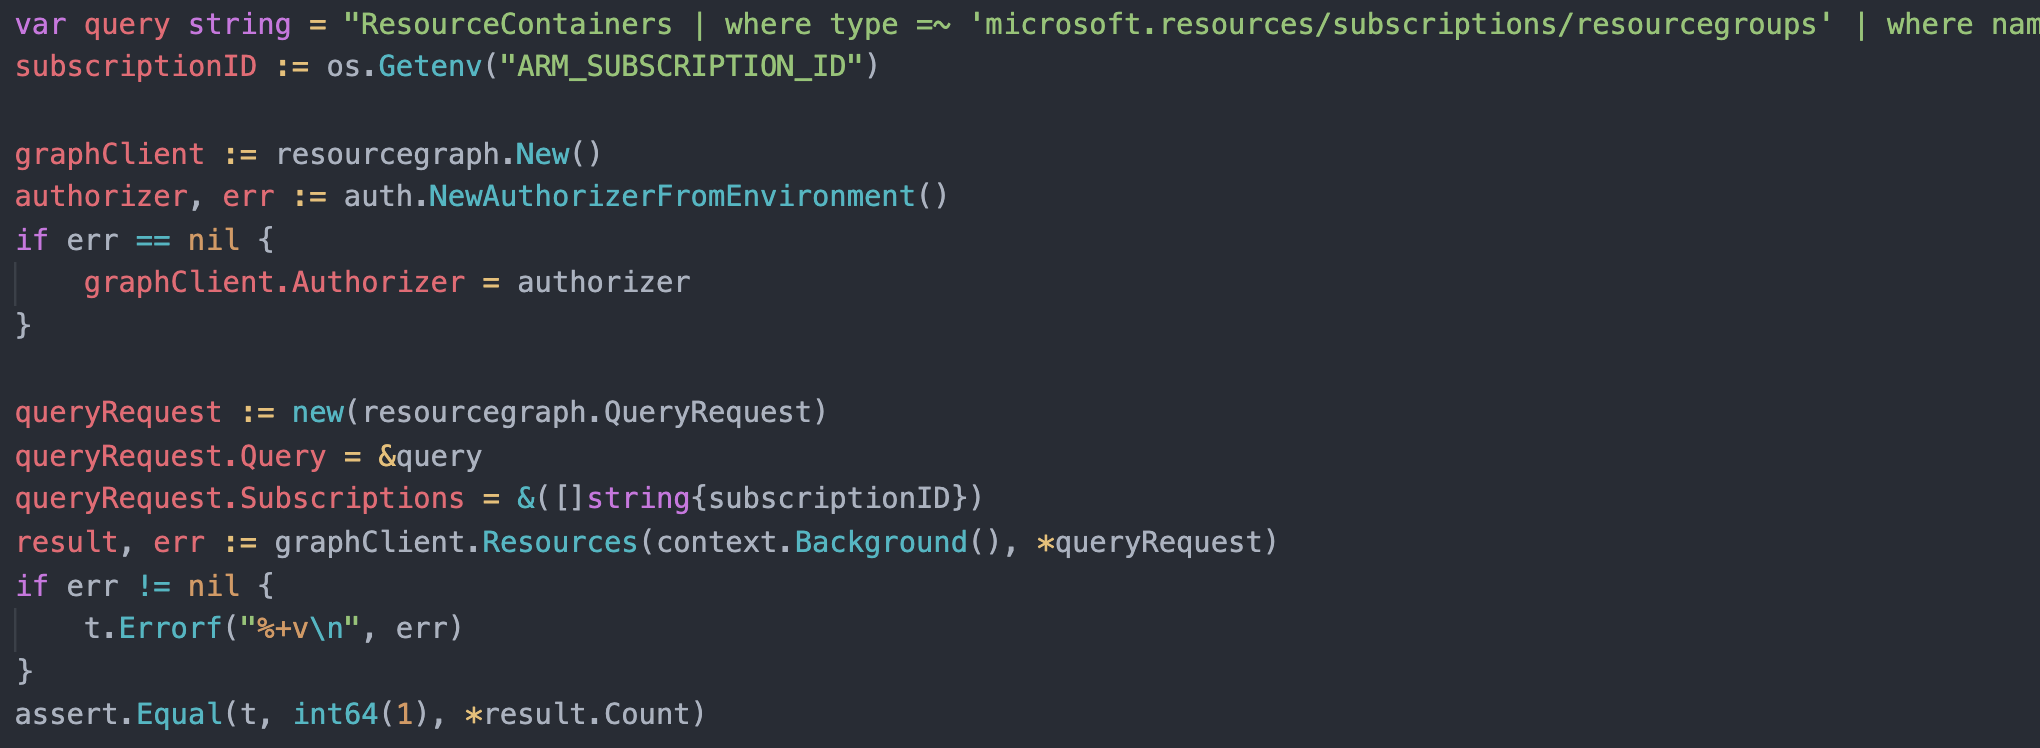 var query string = "ResourceContainers | where type =~ 'microsoft.resources/subscriptions/resourcegroups' | where
subscriptionID := os.Getenv("ARM_SUBSCRIPTION_ID")
graphClient := resourcegraph.New()
authorizer, err := auth.NewAuthorizerFromEnvironment()
if err == nil {
    graphClient.Authorizer = authorizer
}
queryRequest := new(resourcegraph.QueryRequest)
queryRequest.Query = &query
queryRequest.Subscriptions = &([]string{subscriptionID})
result, err := graphClient.Resources(context.Background(), *queryRequest)
if err != nil {
    t.Errorf("%+v\n", err)
}
assert.Equal(t, int64(1), *result.Count)